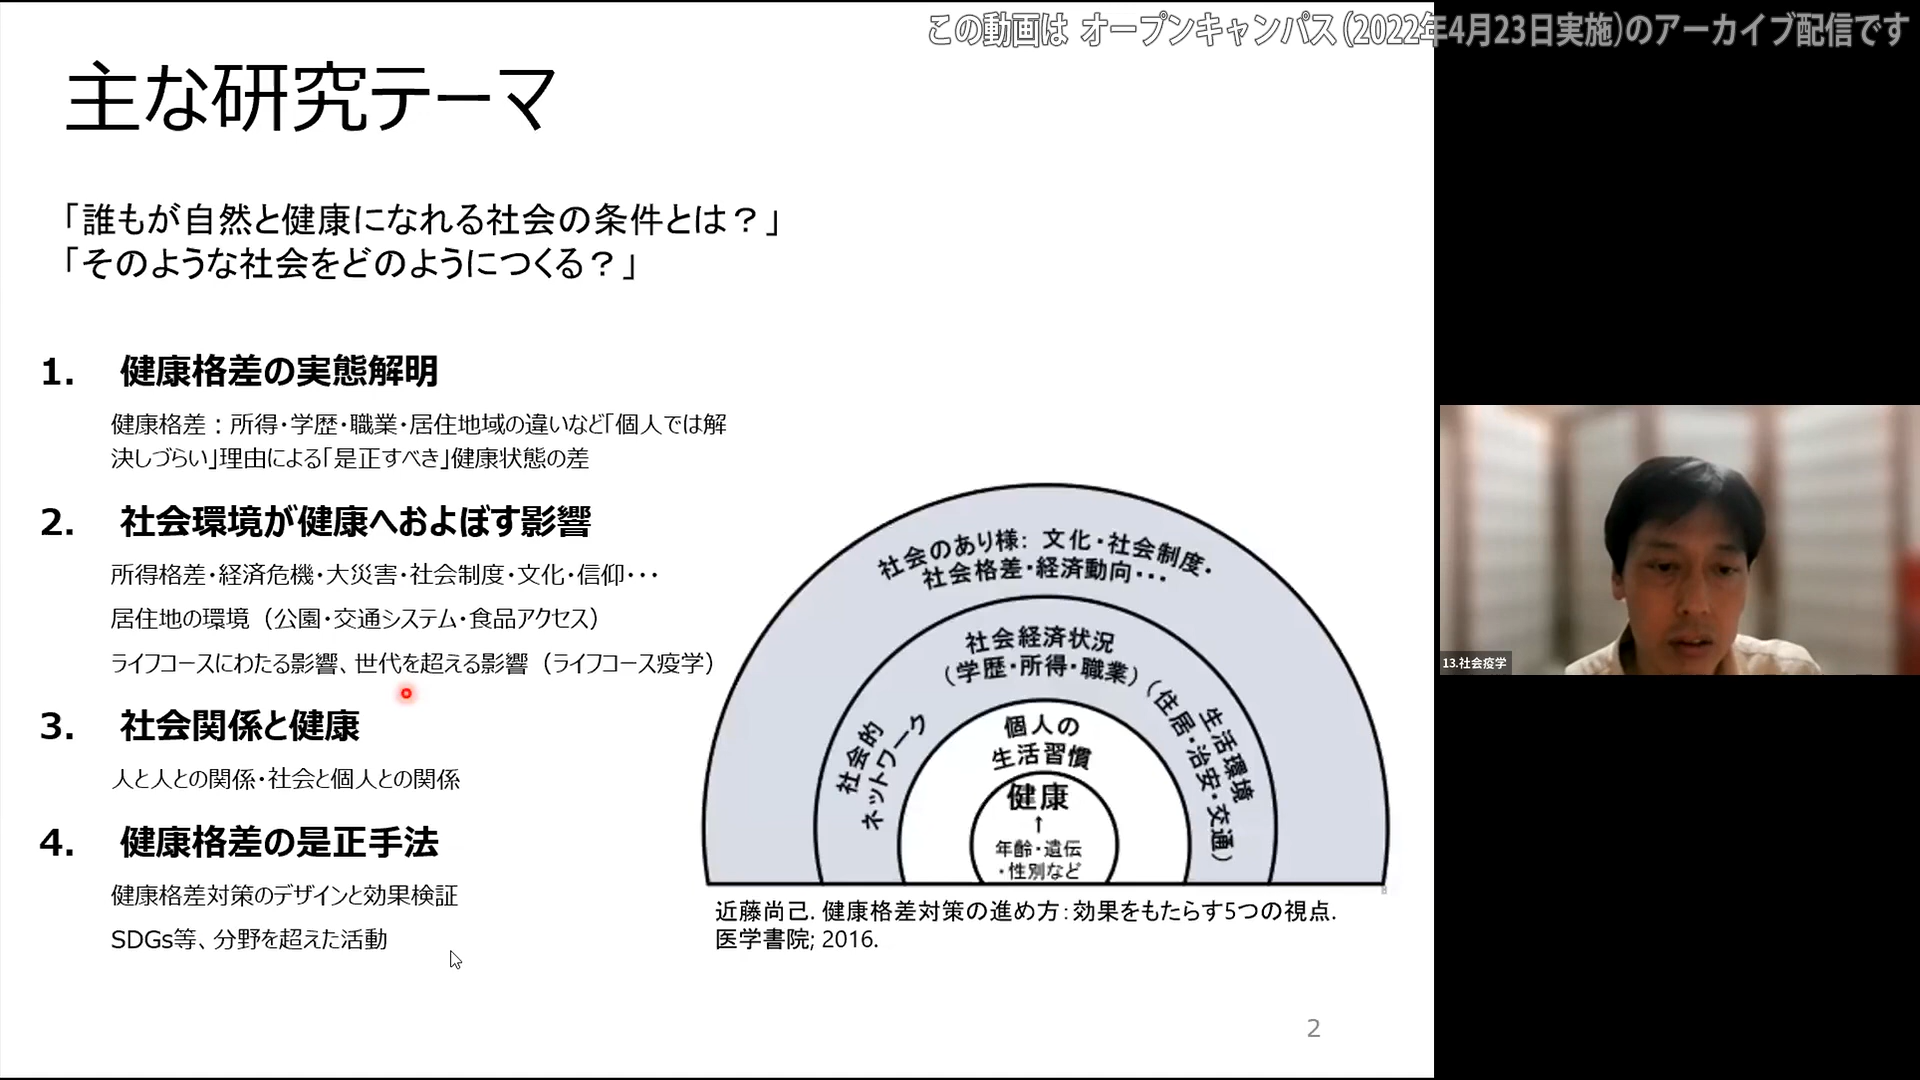 この動画は オープンキャンパス（2022年4月23日実施）のアーカイブ配信です
主な研究テーマ
「誰もが自然と健康になれる社会の条件とは？」
「そのような社会をどのようにつくる？」
1. 健康格差の実態解明
健康格差：所得・学歴・職業・居住地域の違いなど「個人では解
決しづらい」理由による「是正すべき」健康状態の差
2. 社会環境が健康へおよぼす影響
所得格差・経済危機・大災害・社会制度・文化・信仰・・・
居住地の環境（公園・交通システム・食品アクセス）
ライフコースにわたる影響、世代を超える影響（ライフコース疫学）
3. 社会関係と健康
人と人との関係・社会と個人との関係
4. 健康格差の是正手法
健康格差対策のデザインと効果検証
SDGs等、分野を超えた活動
社会のあり様： 文化・社会制度・
社会格差・経済動向・・・
社会経済状況
（学歴・所得・職業）
社会的
ネットワーク
生活環境
（住居・治安・交通）
個人の
生活習慣
健康
↑
年齢・遺伝
・性別など
8
近藤尚己. 健康格差対策の進め方：効果をもたらす5つの視点.
医学書院; 2016.
2
13.社会疫学